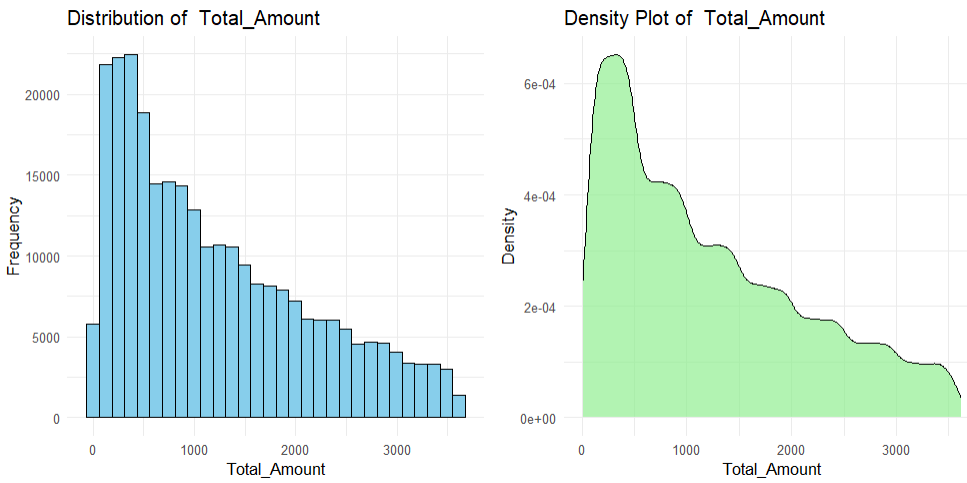 Distribution of  Total_Amount
Frequency
20000
15000
10000
5000
0
0 1000 2000 3000
Total_Amount
Density Plot of  Total_Amount
Density
6e-04
4e-04
2e-04
0e+00
0 1000 2000 3000
Total_Amount